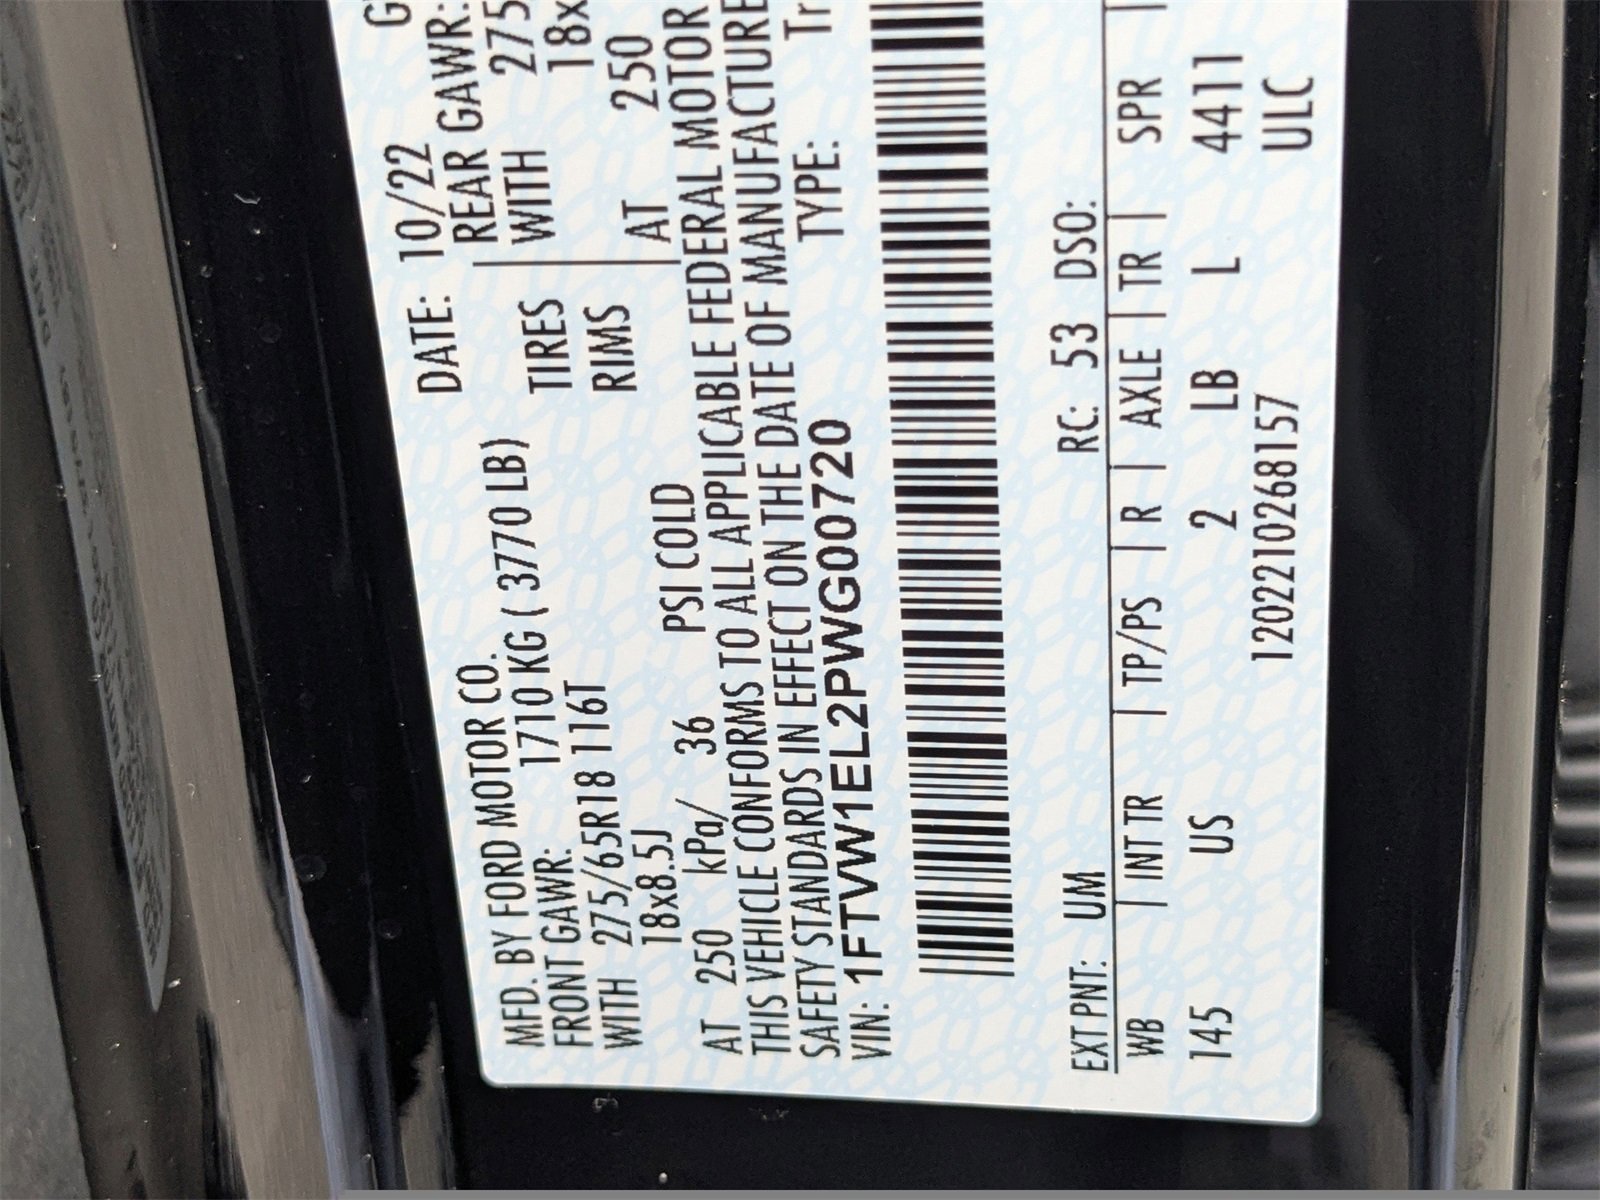 MFD. BY FORD MOTOR CO.
DATE: 10/22
FRONT GAWR: 1710 KG ( 3770 LB)
REAR GAWR:
WITH 275/65R18 116T TIRES WITH 275
18x8.5J RIMS 18x
AT 250 kPa/ 36 PSI COLD AT 250
THIS VEHICLE CONFORMS TO ALL APPLICABLE FEDERAL MOTOR
SAFETY STANDARDS IN EFFECT ON THE DATE OF MANUFACTURE
VIN: 1FTVW1EL2PWG00720 TYPE: Tr
EXT PNT: UM RC: 53 DSO:
WB | INT TR | TP/PS | R | AXLE | TR | SPR |
145 US 2 LB L 4411
1202210268157 ULC